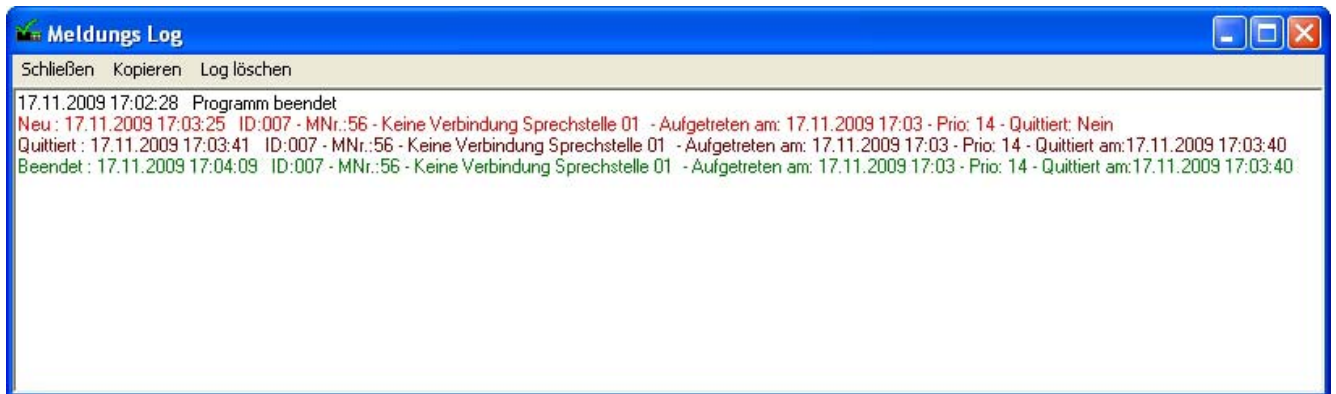 Meldungs Log
Schließen Kopieren Log löschen
17.11.2009 17:02:28 Programm beendet
Neu : 17.11.2009 17:03:25 ID:007 - MNr.:56 - Keine Verbindung Sprechstelle 01 - Aufgetreten am: 17.11.2009 17:03 - Prio: 14 - Quittiert: Nein
Quittiert : 17.11.2009 17:03:41 ID:007 - MNr.:56 - Keine Verbindung Sprechstelle 01 - Aufgetreten am: 17.11.2009 17:03 - Prio: 14 - Quittiert am:17.11.2009 17:03:40
Beendet : 17.11.2009 17:04:09 ID:007 - MNr.:56 - Keine Verbindung Sprechstelle 01 - Aufgetreten am: 17.11.2009 17:03 - Prio: 14 - Quittiert am:17.11.2009 17:03:40